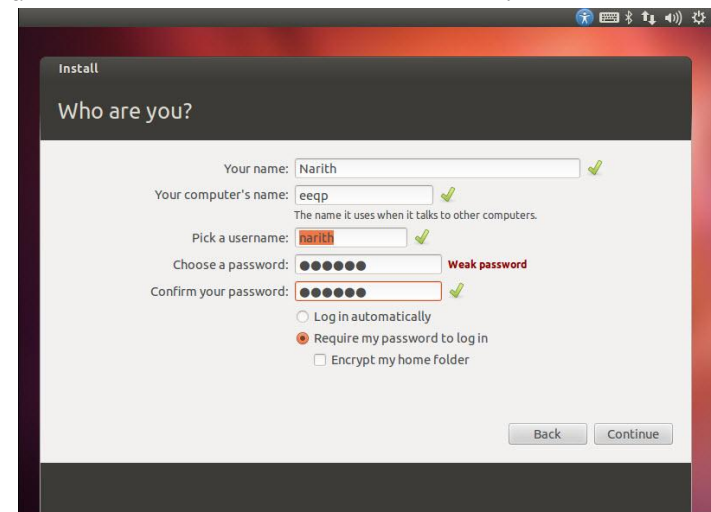 Install
Who are you?
Your name: Narith
Your computer's name: eeqp
The name it uses when it talks to other computers.
Pick a username: narith
Choose a password: ●●●●●● Weak password
Confirm your password: ●●●●●●
Log in automatically
Require my password to log in
Encrypt my home folder
Back Continue